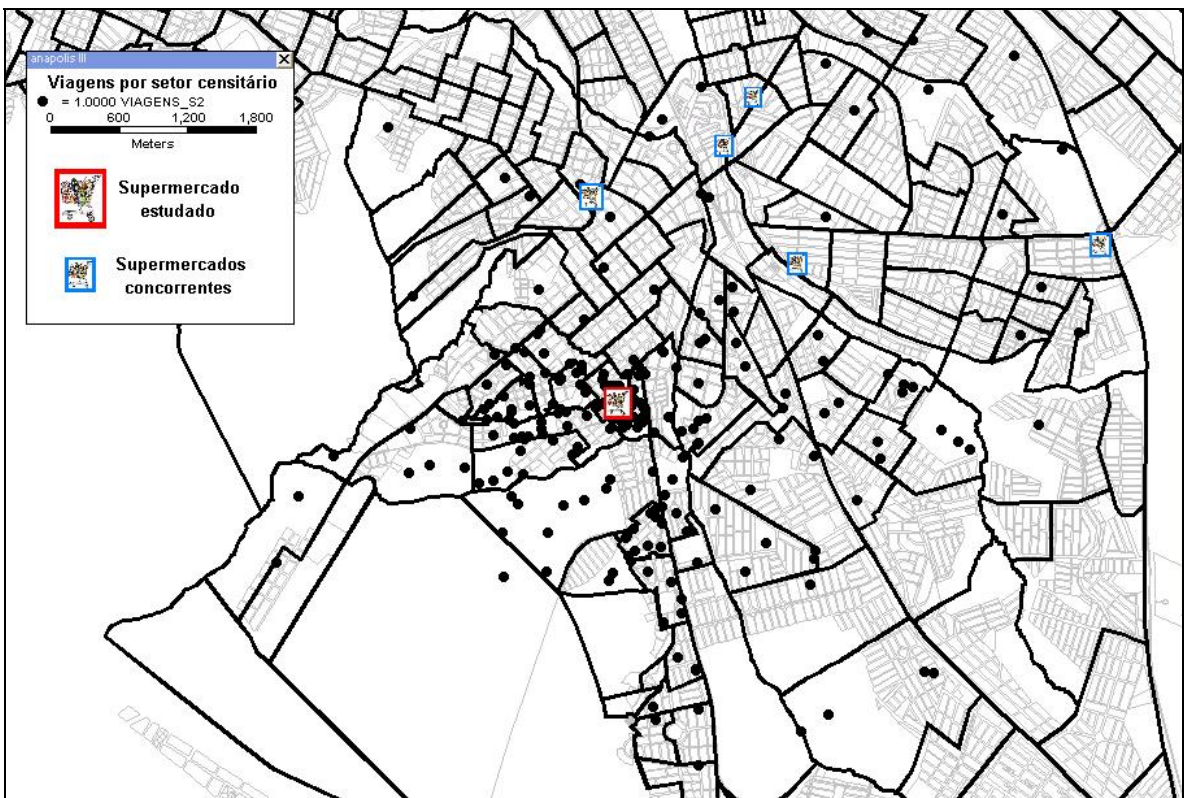 anapolis III
Viagens por setor censitário
= 1.0000 VIAGENS_S2
0 600 1,200 1,800
Meters
Supermercado
estudado
Supermercados
concorrentes